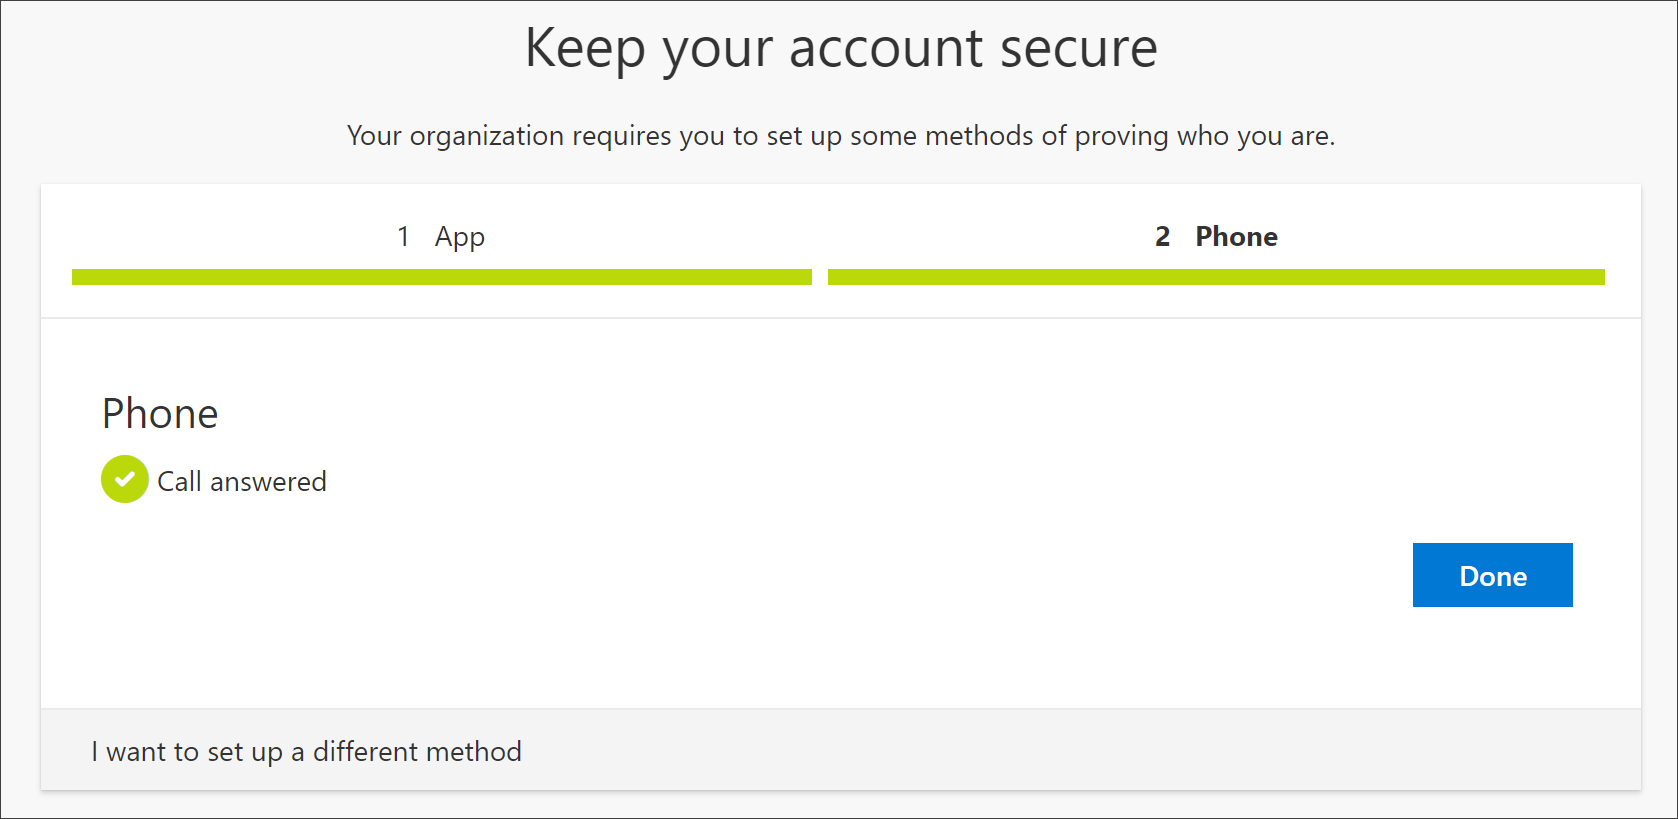 Keep your account secure
Your organization requires you to set up some methods of proving who you are.
1 App
2 Phone
Phone
Call answered
Done
I want to set up a different method